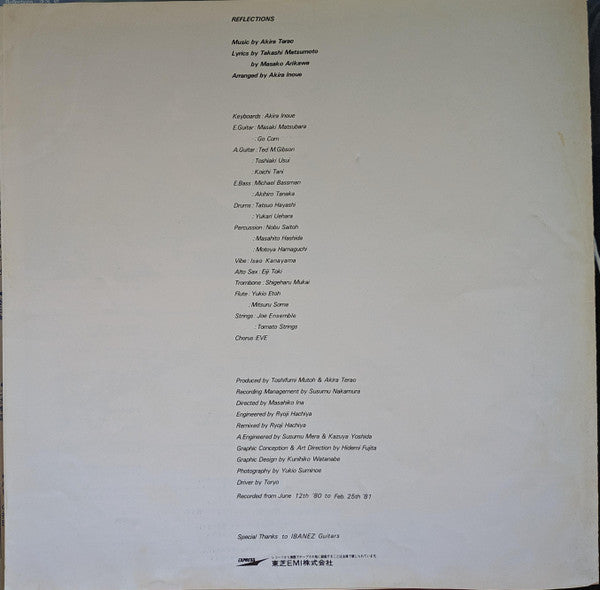 REFLECTIONS
Music by Akira Terao
Lyrics by Takashi Matsumoto
by Masako Arikawa
Arranged by Akira Inoue
Keyboards : Akira Inoue
E.Guitar : Masaki Matsubara
: Go Com
A.Guitar : Ted M.Gibson
: Toshiaki Usui
: Koichi Tani
E.Bass : Michael Bassman
: Akihiro Tanaka
Drums : Tatsuo Hayashi
: Yukari Uehara
Percussion : Nobu Saitoh
: Masahito Hashida
: Motoya Hamaguchi
Vibe : Isao Kanayama
Alto Sax : Eiji Toki
Trombone : Shigeharu Mukai
Flute : Yukio Etoh
: Mitsuru Soma
Strings : Joe Ensemble
: Tomato Strings
Chorus : EVE
Produced by Toshifumi Mutoh & Akira Terao
Recording Management by Susumu Nakamura
Directed by Masahiko Ina
Engineered by Ryoji Hachiya
Remixed by Ryoji Hachiya
A.Engineered by Susumu Mera & Kazuya Yoshida
Graphic Conception & Art Direction by Hidemi Fujita
Graphic Design by Kunihiko Watanabe
Photography by Yukio Suminoe
Driver by Toryo
Recorded from June 12th '80 to Feb. 25th '81
Special Thanks to IBANEZ Guitars
EXPRESS
東芝EMI株式会社